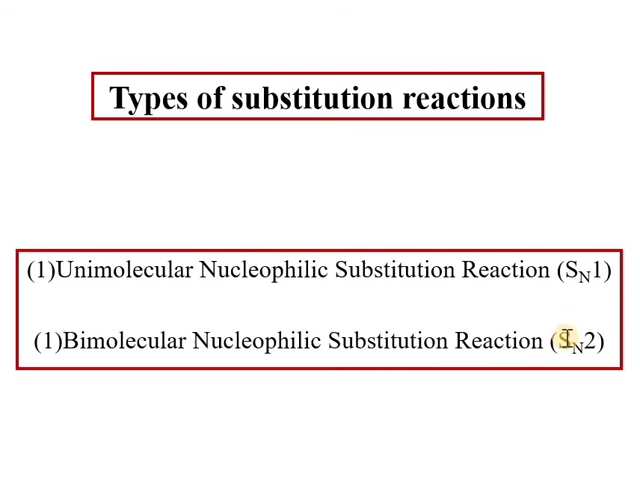 Types of substitution reactions
(1)Unimolecular Nucleophilic Substitution Reaction (SN1)
(1)Bimolecular Nucleophilic Substitution Reaction (SN2)